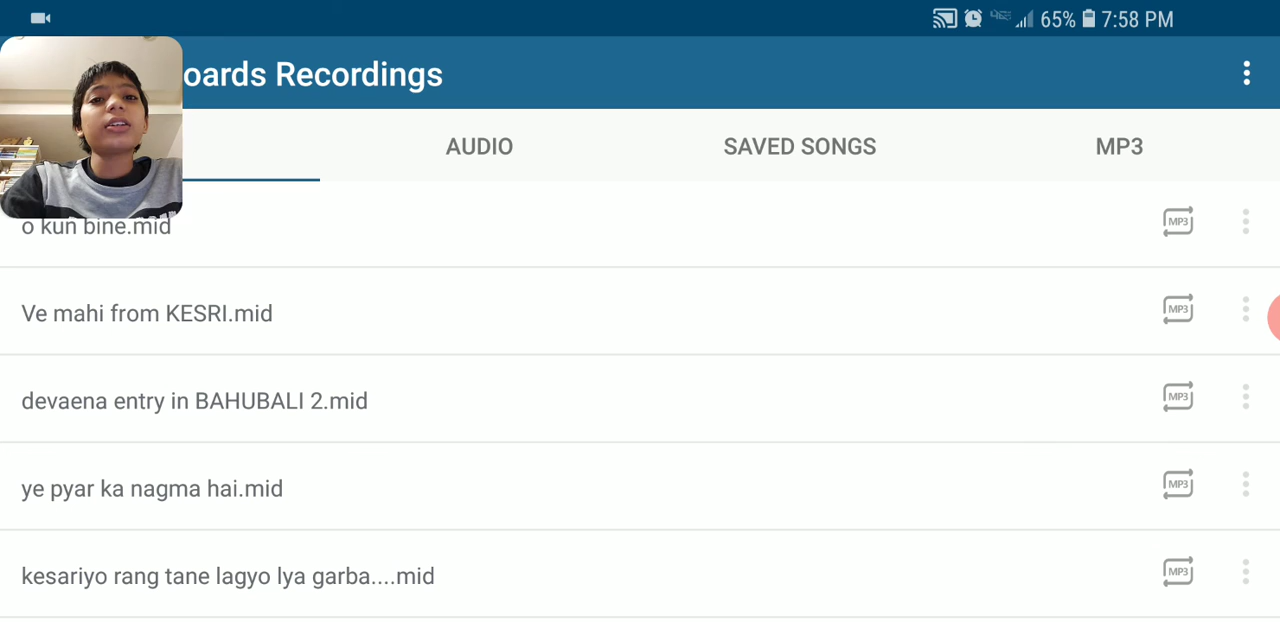 65% 7:58 PM
oards Recordings
AUDIO
SAVED SONGS
MP3
o kun bine.mid
MP3
Ve mahi from KESRI.mid
MP3
devaena entry in BAHUBALI 2.mid
MP3
ye pyar ka nagma hai.mid
MP3
kesariyo rang tane lagyo lya garba....mid
MP3